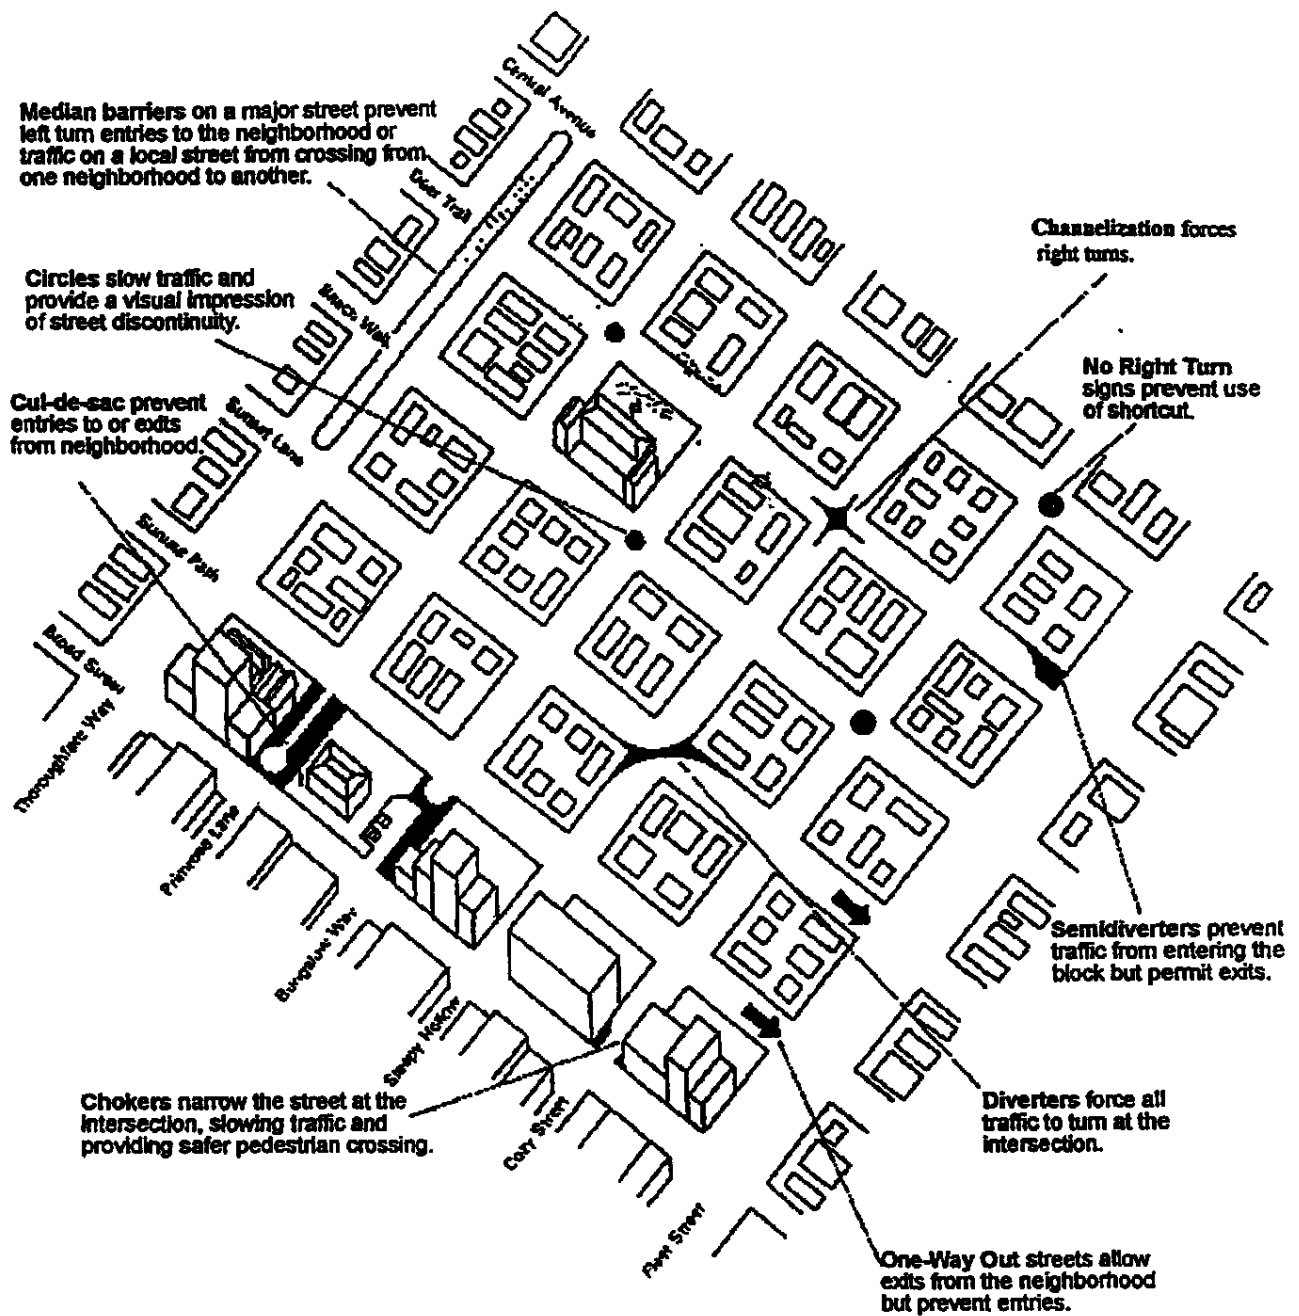 Central Avenue
Median barriers on a major street prevent
left turn entries to the neighborhood or
traffic on a local street from crossing from
one neighborhood to another.
Deer Trail
Channelization forces
right turns.
Circles slow traffic and
provide a visual impression
of street discontinuity.
No Right Turn
signs prevent use
of shortcut.
Cul-de-sac prevent
entries to or exits
from neighborhood.
Sunset Lane
Path
Broad Street
Thoroughfare Way
Primrose Lane
Bungalow Way
Sleepy Hollow
Semidiverters prevent
traffic from entering the
block but permit exits.
Chokers narrow the street at the
intersection, slowing traffic and
providing safer pedestrian crossing.
Cozy Street
Diverters force all
traffic to turn at the
intersection.
Fleet Street
One-Way Out streets allow
exits from the neighborhood
but prevent entries.